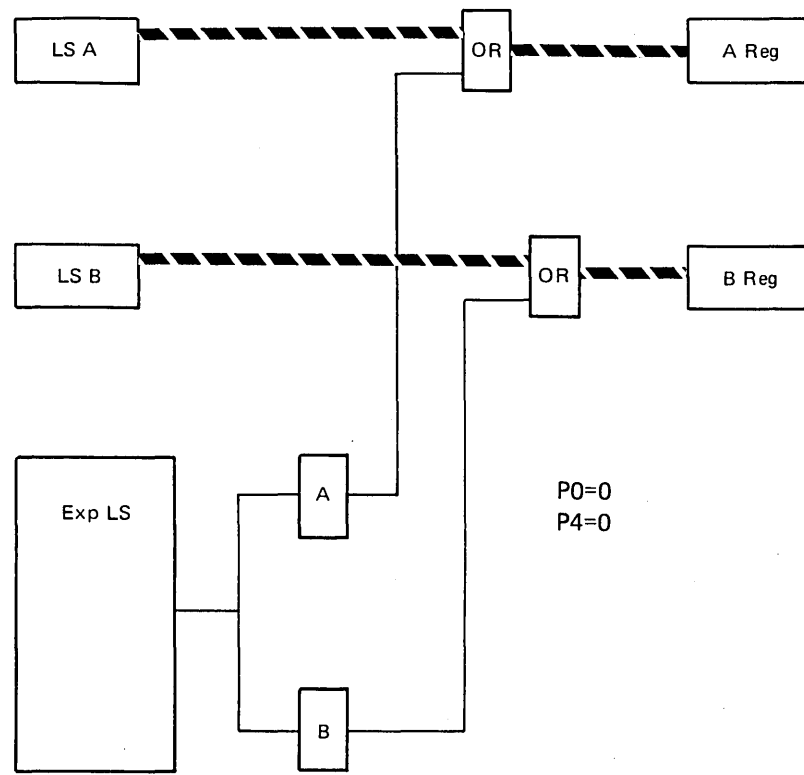 LS A
OR
A Reg
LS B
OR
B Reg
Exp LS
A
P0=0
P4=0
B